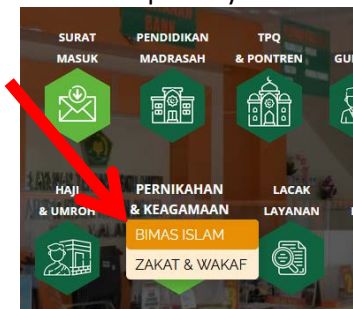 SURAT
MASUK
PENDIDIKAN
MADRASAH
TPQ
& PONTREN
HAJI
& UMROH
PERNIKAHAN
& KEAGAMAAN
BIMAS ISLAM
ZAKAT & WAKAF
LACAK
LAYANAN